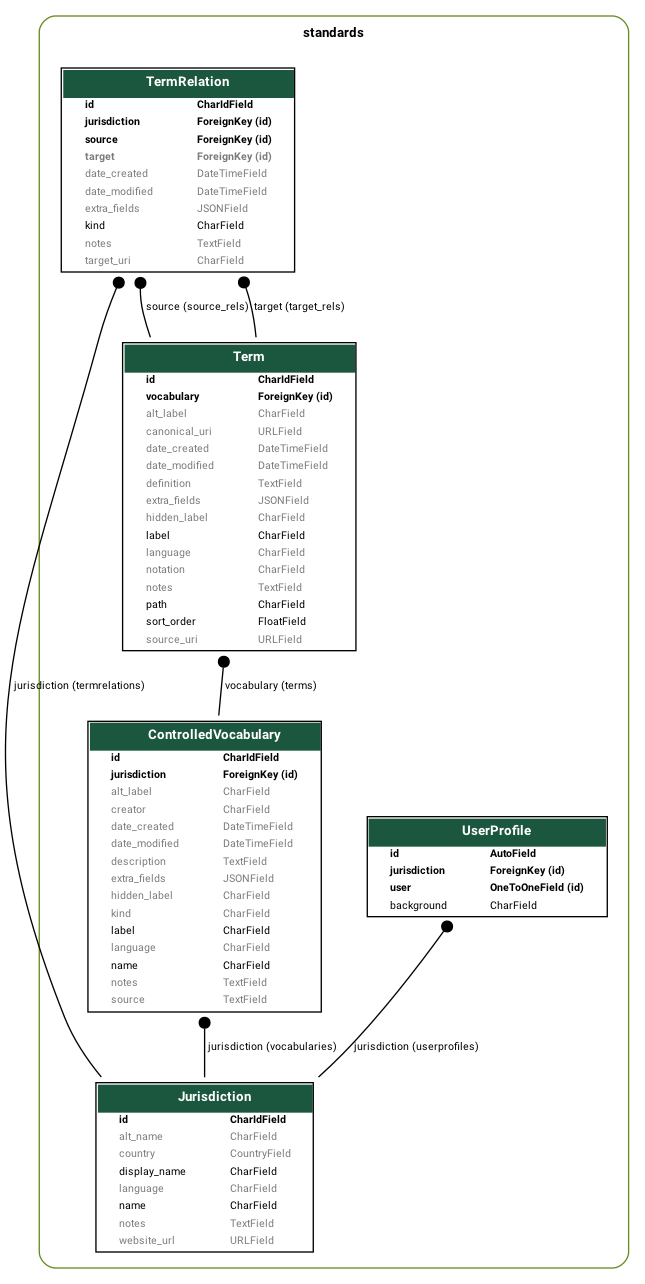 standards
TermRelation
id CharIdField
jurisdiction ForeignKey (id)
source ForeignKey (id)
target ForeignKey (id)
date_created DateTimeField
date_modified DateTimeField
extra_fields JSONField
kind CharField
notes TextField
target_uri CharField
source (source_rels) target (target_rels)
Term
id CharIdField
vocabulary ForeignKey (id)
alt_label CharField
canonical_uri URLField
date_created DateTimeField
date_modified DateTimeField
definition TextField
extra_fields JSONField
hidden_label CharField
label CharField
language CharField
notation CharField
notes TextField
path CharField
sort_order FloatField
source_uri URLField
jurisdiction (termrelations) vocabulary (terms)
ControlledVocabulary
id CharIdField
jurisdiction ForeignKey (id)
alt_label CharField
creator CharField
date_created DateTimeField
date_modified DateTimeField
description TextField
extra_fields JSONField
hidden_label CharField
kind CharField
label CharField
language CharField
name CharField
notes TextField
source TextField
UserProfile
id AutoField
jurisdiction ForeignKey (id)
user OneToOneField (id)
background CharField
jurisdiction (vocabularies) jurisdiction (userprofiles)
Jurisdiction
id CharIdField
alt_name CharField
country CountryField
display_name CharField
language CharField
name CharField
notes TextField
website_url URLField